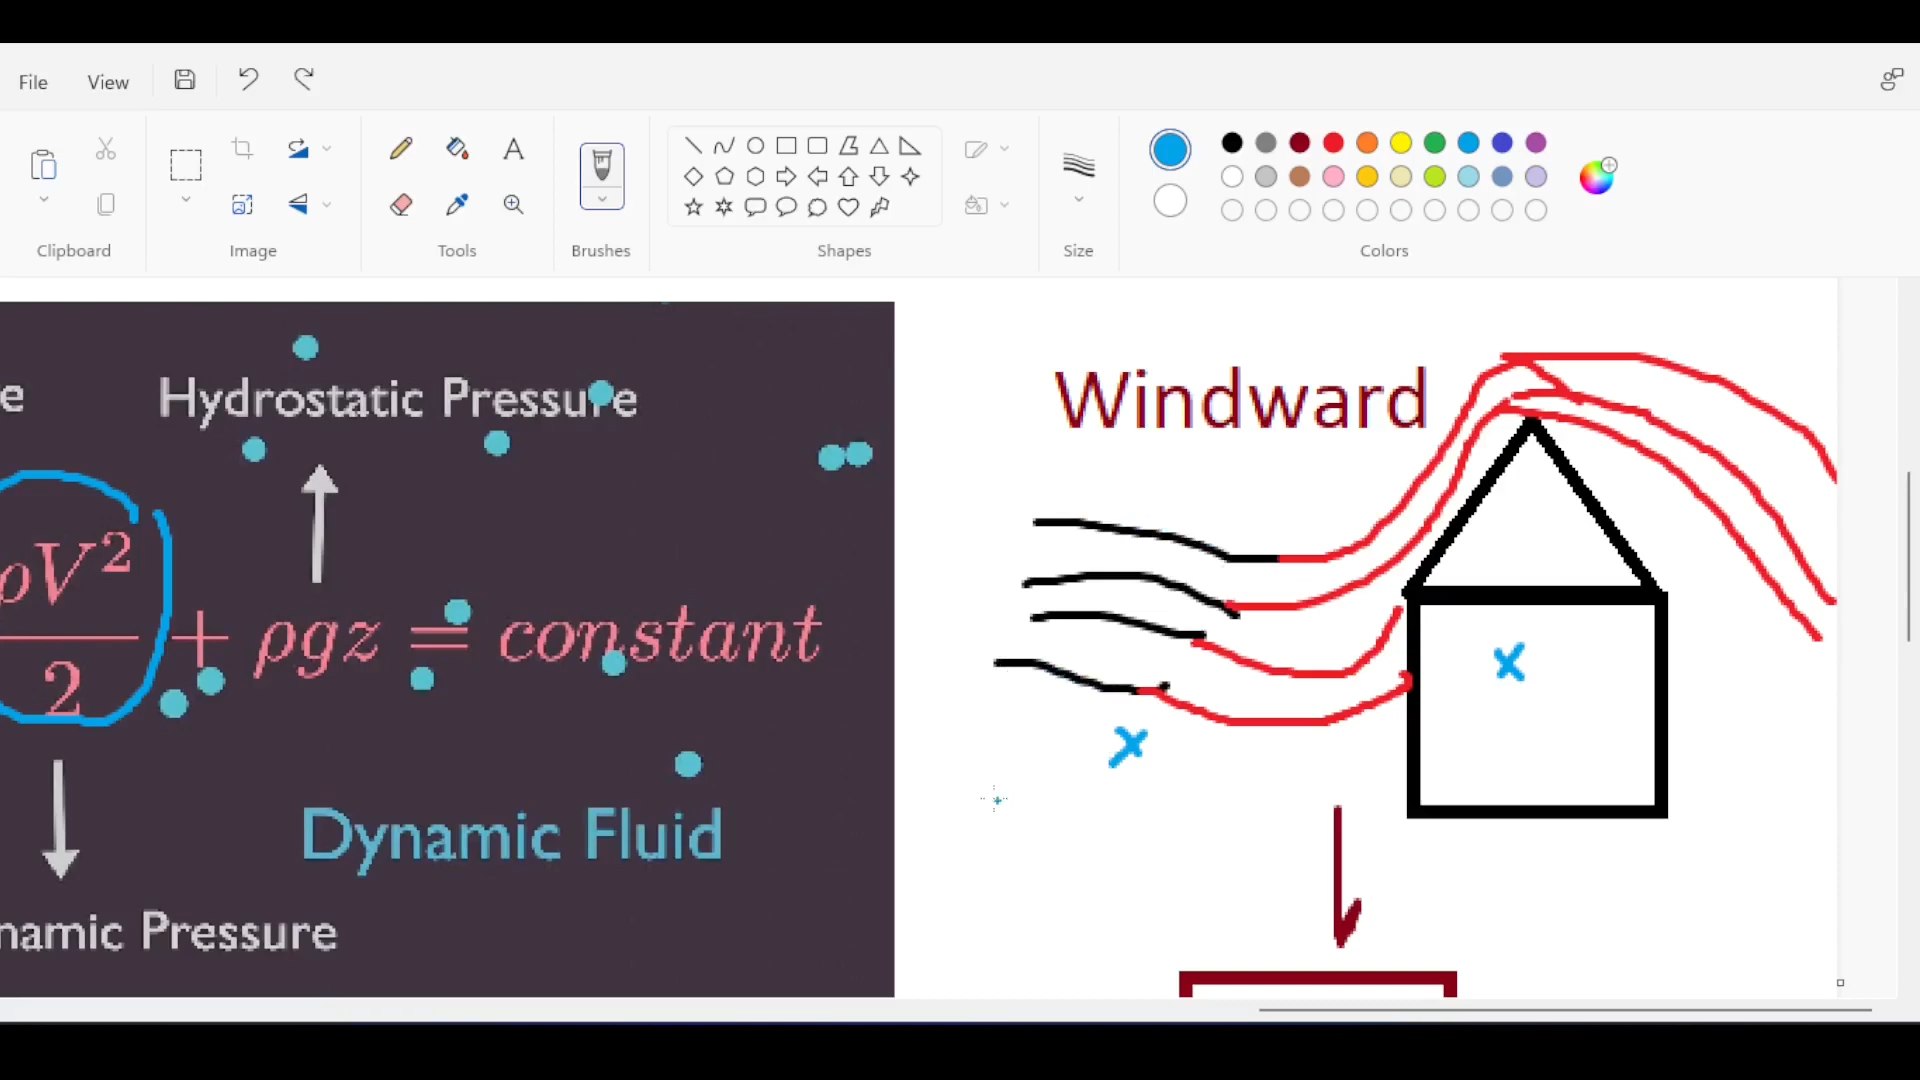 File View
Clipboard Image Tools Brushes Shapes Size Colors
e Hydrostatic Pressure
ρV²/2 + ρgz = constant
Dynamic Fluid
namic Pressure
Windward